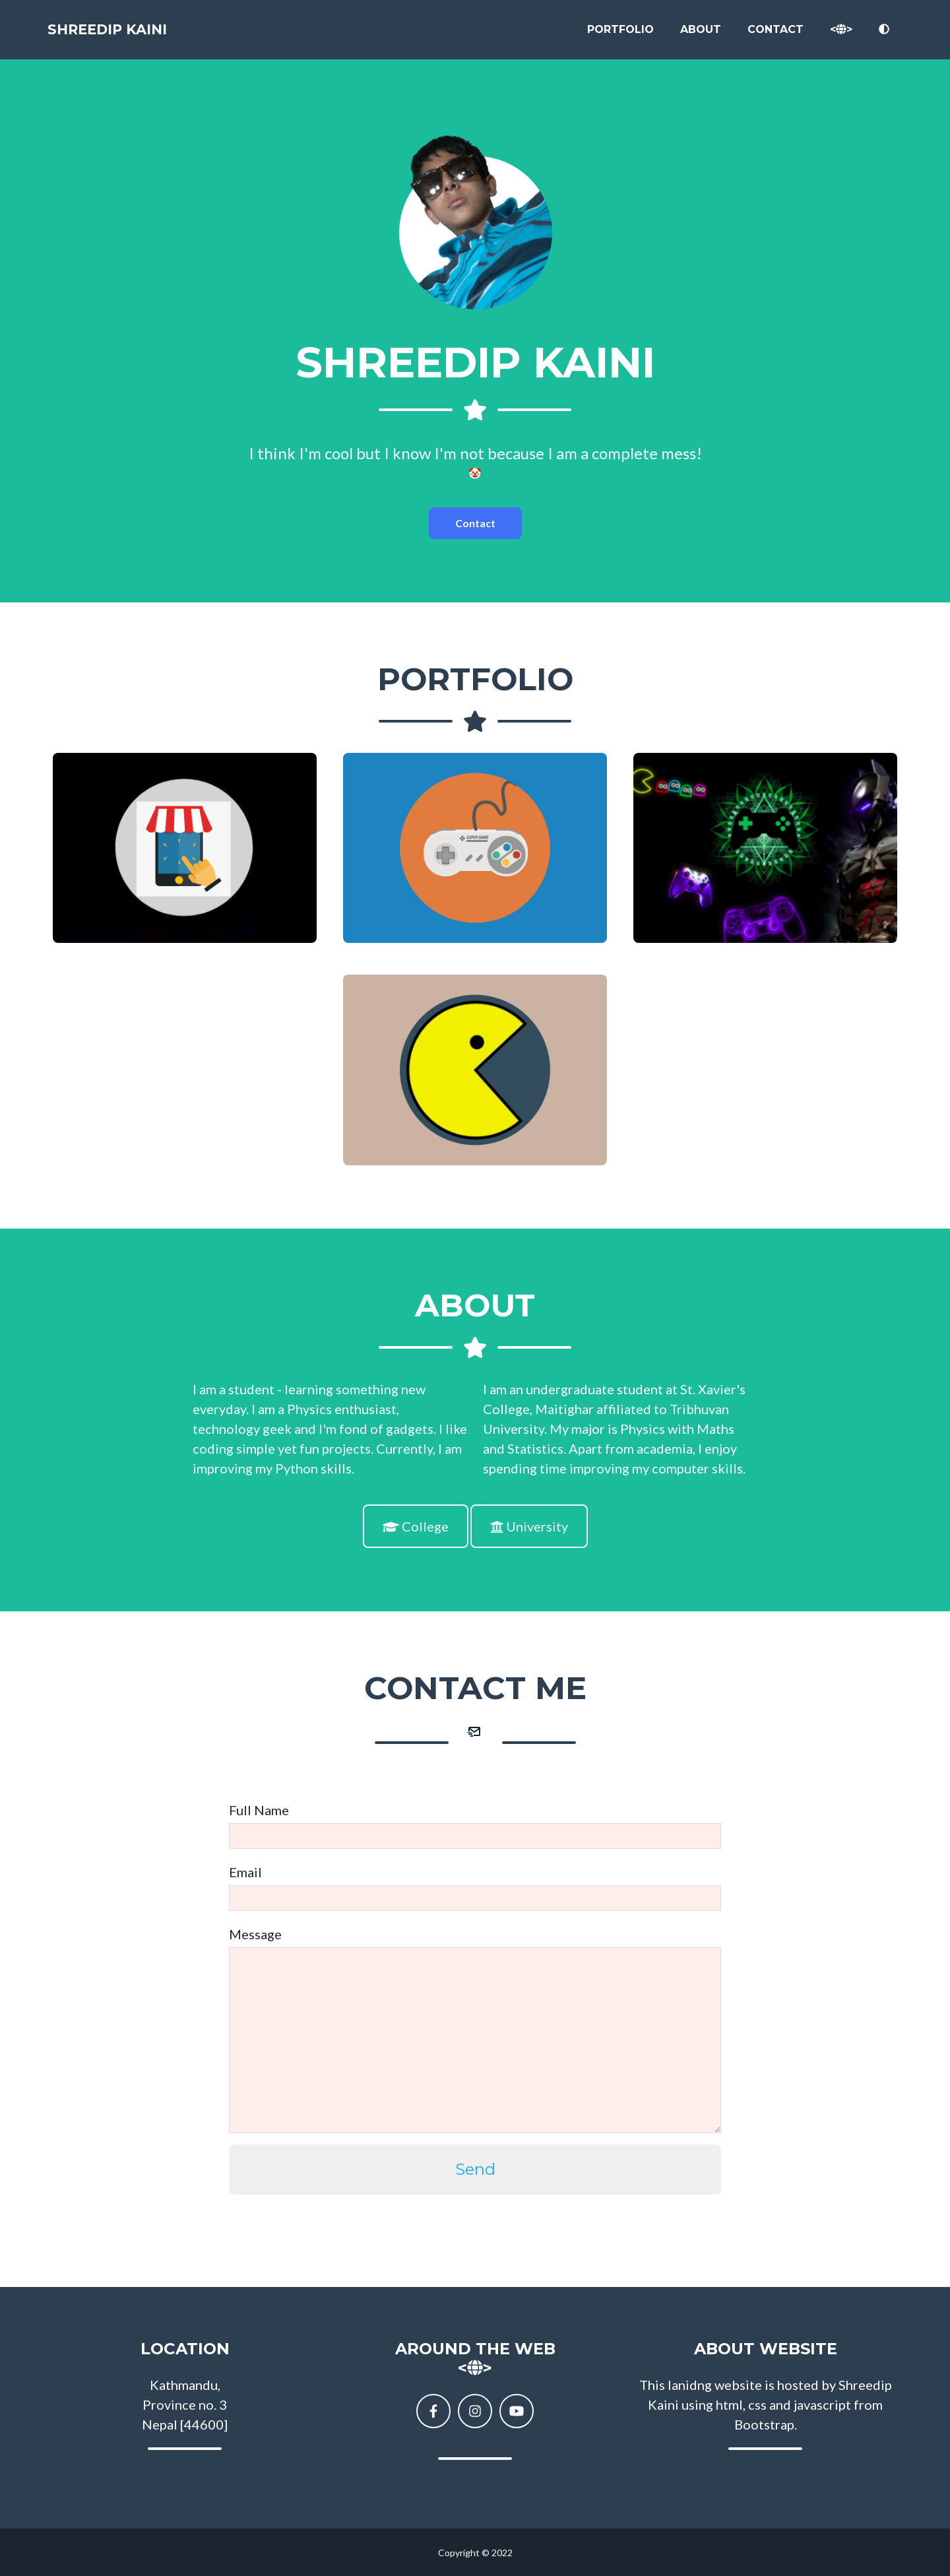 SHREEDIP KAINI
PORTFOLIO ABOUT CONTACT <>
SHREEDIP KAINI
I think I'm cool but I know I'm not because I am a complete mess!
🤡
Contact
PORTFOLIO
SUPER GAME
ABOUT
I am a student - learning something new
everyday. I am a Physics enthusiast,
technology geek and I'm fond of gadgets. I like
coding simple yet fun projects. Currently, I am
improving my Python skills.
I am an undergraduate student at St. Xavier's
College, Maitighar affiliated to Tribhuvan
University. My major is Physics with Maths
and Statistics. Apart from academia, I enjoy
spending time improving my computer skills.
College
University
CONTACT ME
Full Name
Email
Message
Send
LOCATION
Kathmandu,
Province no. 3
Nepal [44600]
AROUND THE WEB
<>
ABOUT WEBSITE
This lanidng website is hosted by Shreedip
Kaini using html, css and javascript from
Bootstrap.
Copyright © 2022